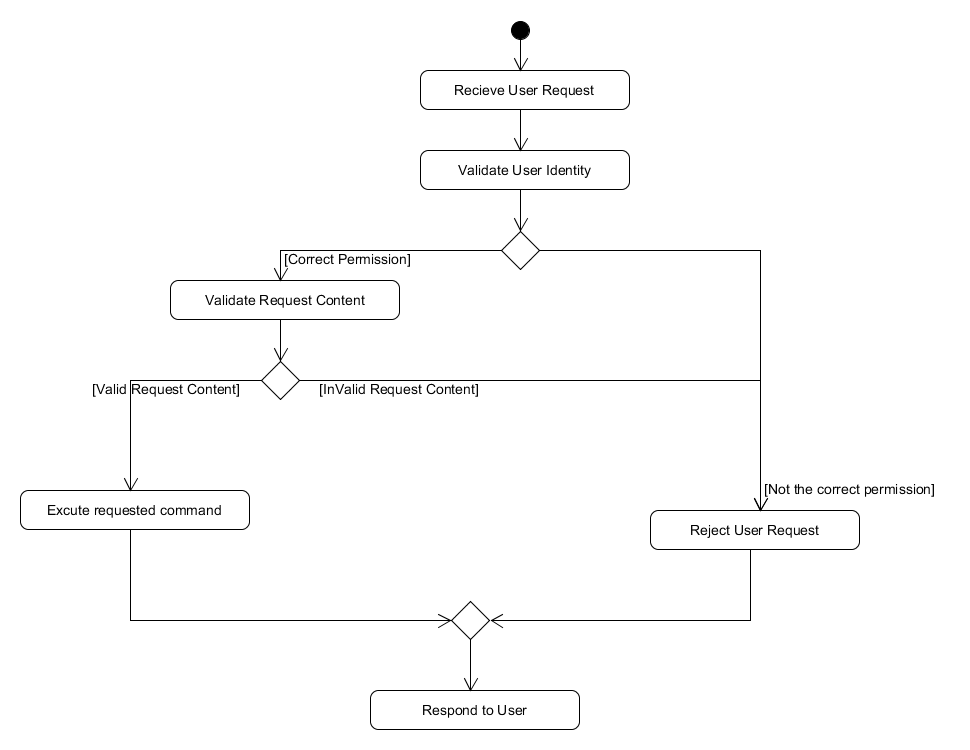 Recieve User Request
Validate User Identity
[Correct Permission]
Validate Request Content
[Valid Request Content]
[InValid Request Content]
[Not the correct permission]
Excute requested command
Reject User Request
Respond to User